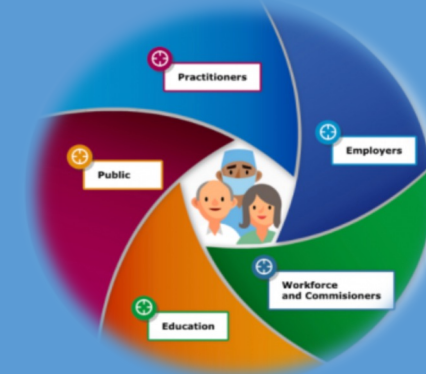 Practitioners
Employers
Public
Workforce
and Commisioners
Education